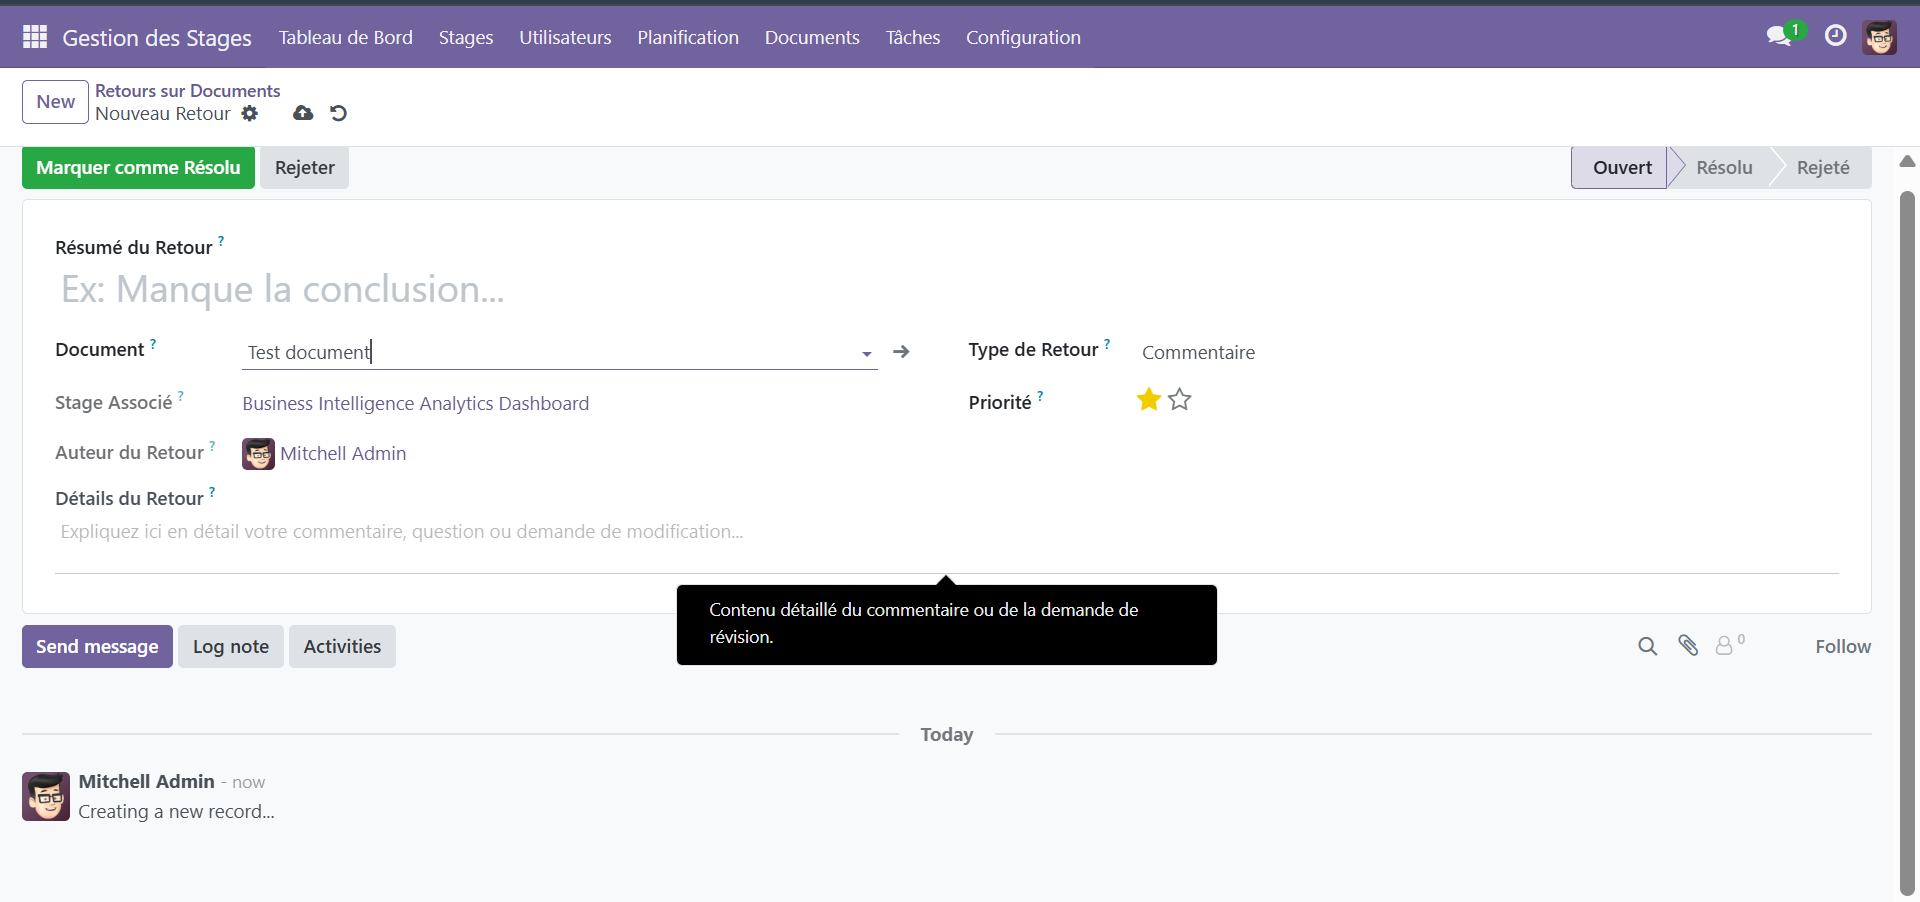 Gestion des Stages Tableau de Bord Stages Utilisateurs Planification Documents Tâches Configuration 1
New Retours sur Documents
Nouveau Retour
Marquer comme Résolu Rejeter Ouvert Résolu Rejeté
Résumé du Retour ?
Ex: Manque la conclusion...
Document ? Test document Type de Retour ? Commentaire
Stage Associé ? Business Intelligence Analytics Dashboard Priorité ?
Auteur du Retour ? Mitchell Admin
Détails du Retour ?
Expliquez ici en détail votre commentaire, question ou demande de modification...
Contenu détaillé du commentaire ou de la demande de
révision.
Send message Log note Activities 0 Follow
Today
Mitchell Admin - now
Creating a new record...